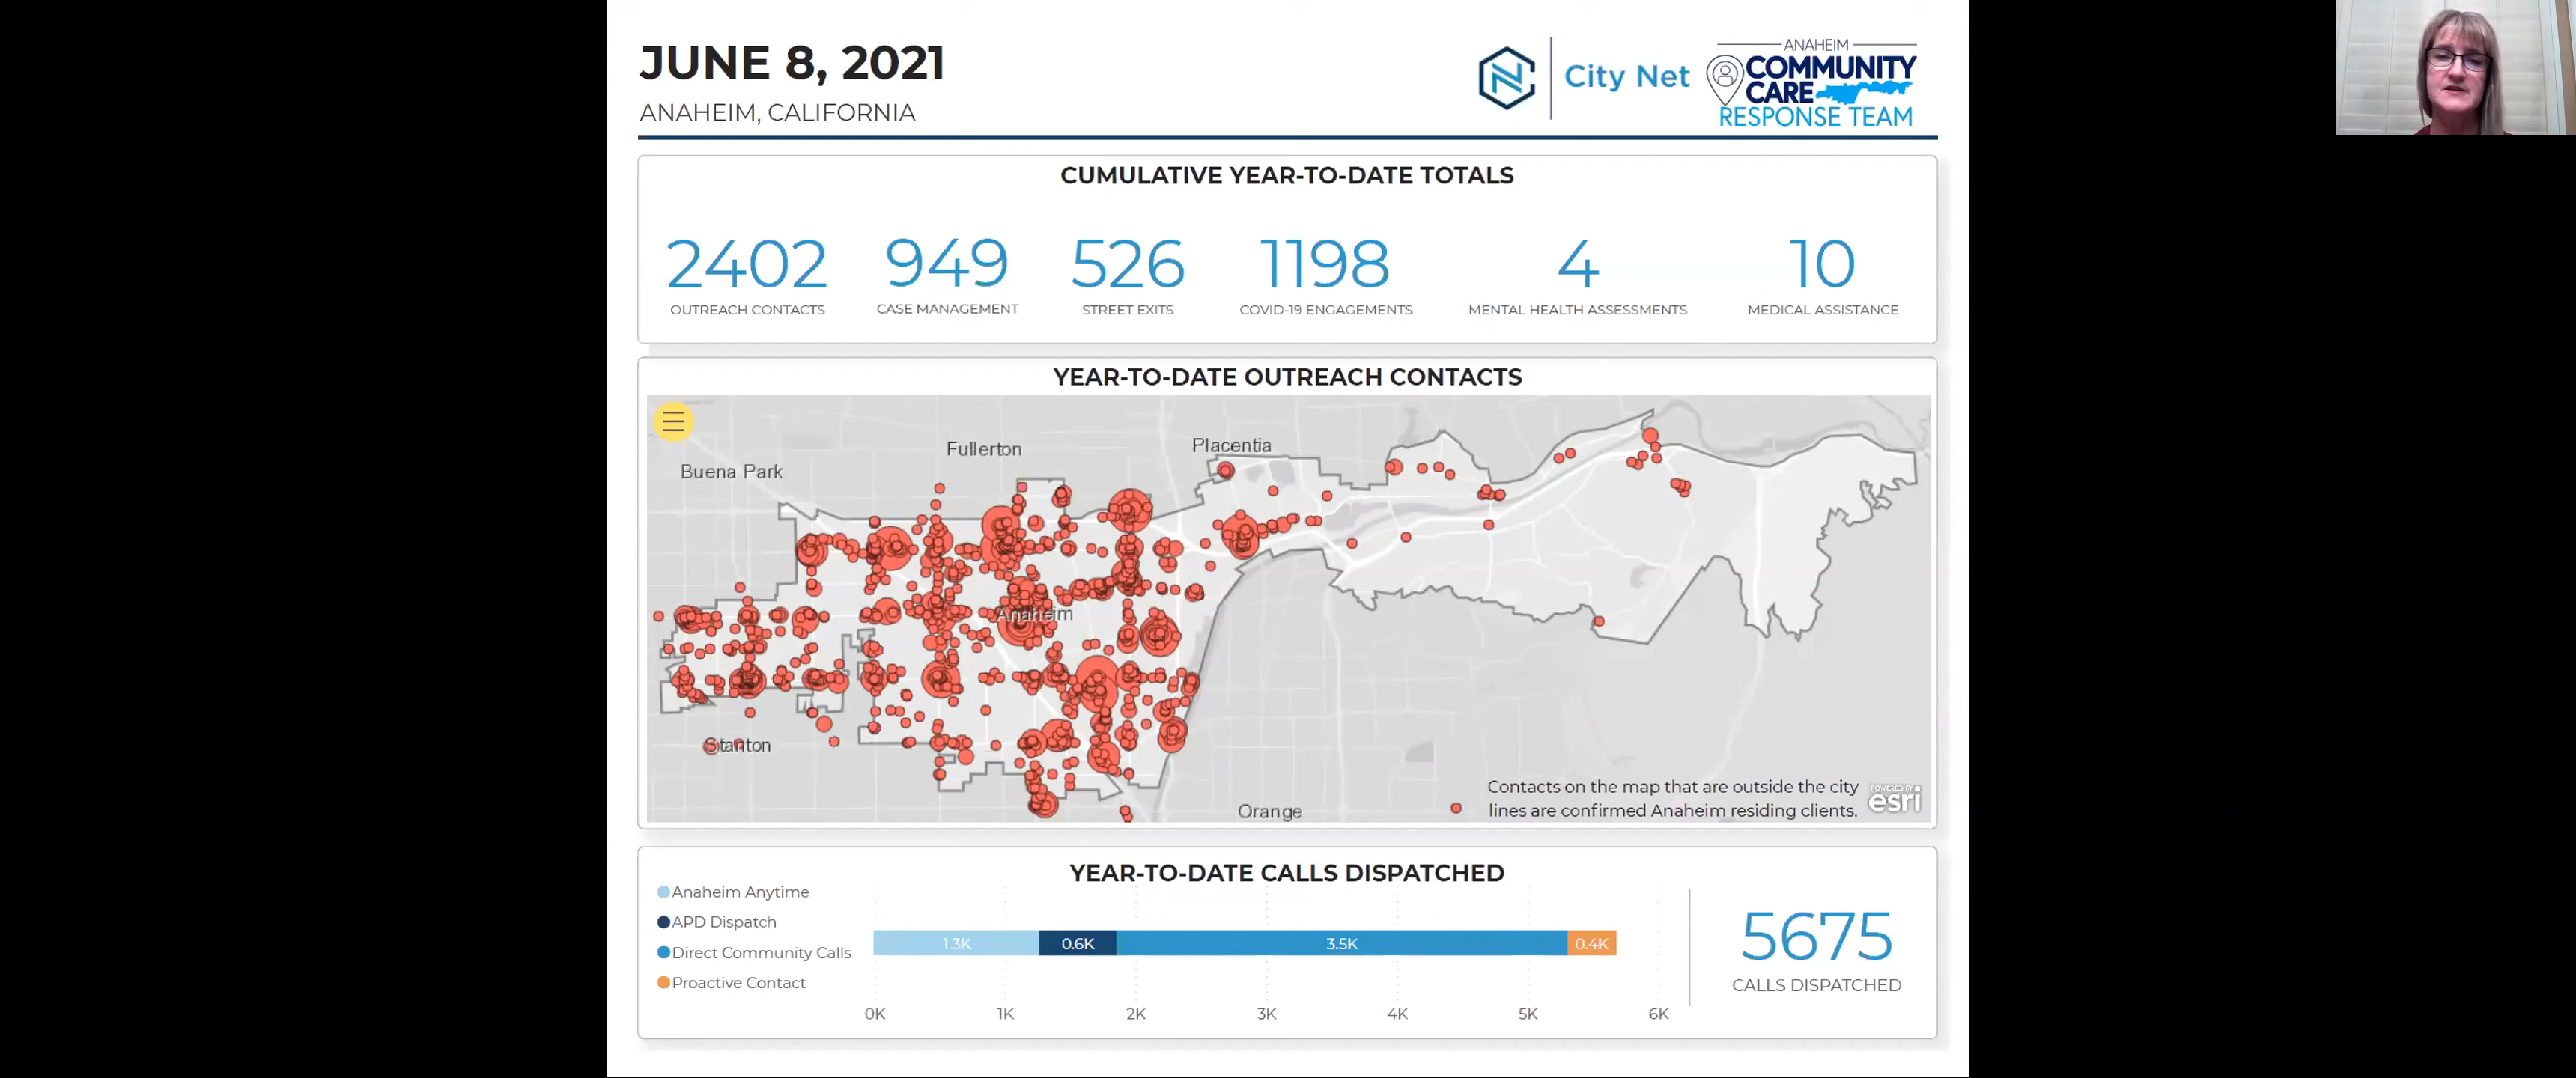 JUNE 8, 2021
ANAHEIM, CALIFORNIA
City Net
ANAHEIM
COMMUNITY
CARE
RESPONSE TEAM
CUMULATIVE YEAR-TO-DATE TOTALS
2402 949 526 1198 4 10
OUTREACH CONTACTS CASE MANAGEMENT STREET EXITS COVID-19 ENGAGEMENTS MENTAL HEALTH ASSESSMENTS MEDICAL ASSISTANCE
YEAR-TO-DATE OUTREACH CONTACTS
Fullerton
Placentia
Buena Park
Anaheim
Stanton
Orange
Contacts on the map that are outside the city
lines are confirmed Anaheim residing clients.
POWERED BY
esri
YEAR-TO-DATE CALLS DISPATCHED
Anaheim Anytime
APD Dispatch
Direct Community Calls
Proactive Contact
1.3K 0.6K 3.5K 0.4K
0K 1K 2K 3K 4K 5K 6K
5675
CALLS DISPATCHED